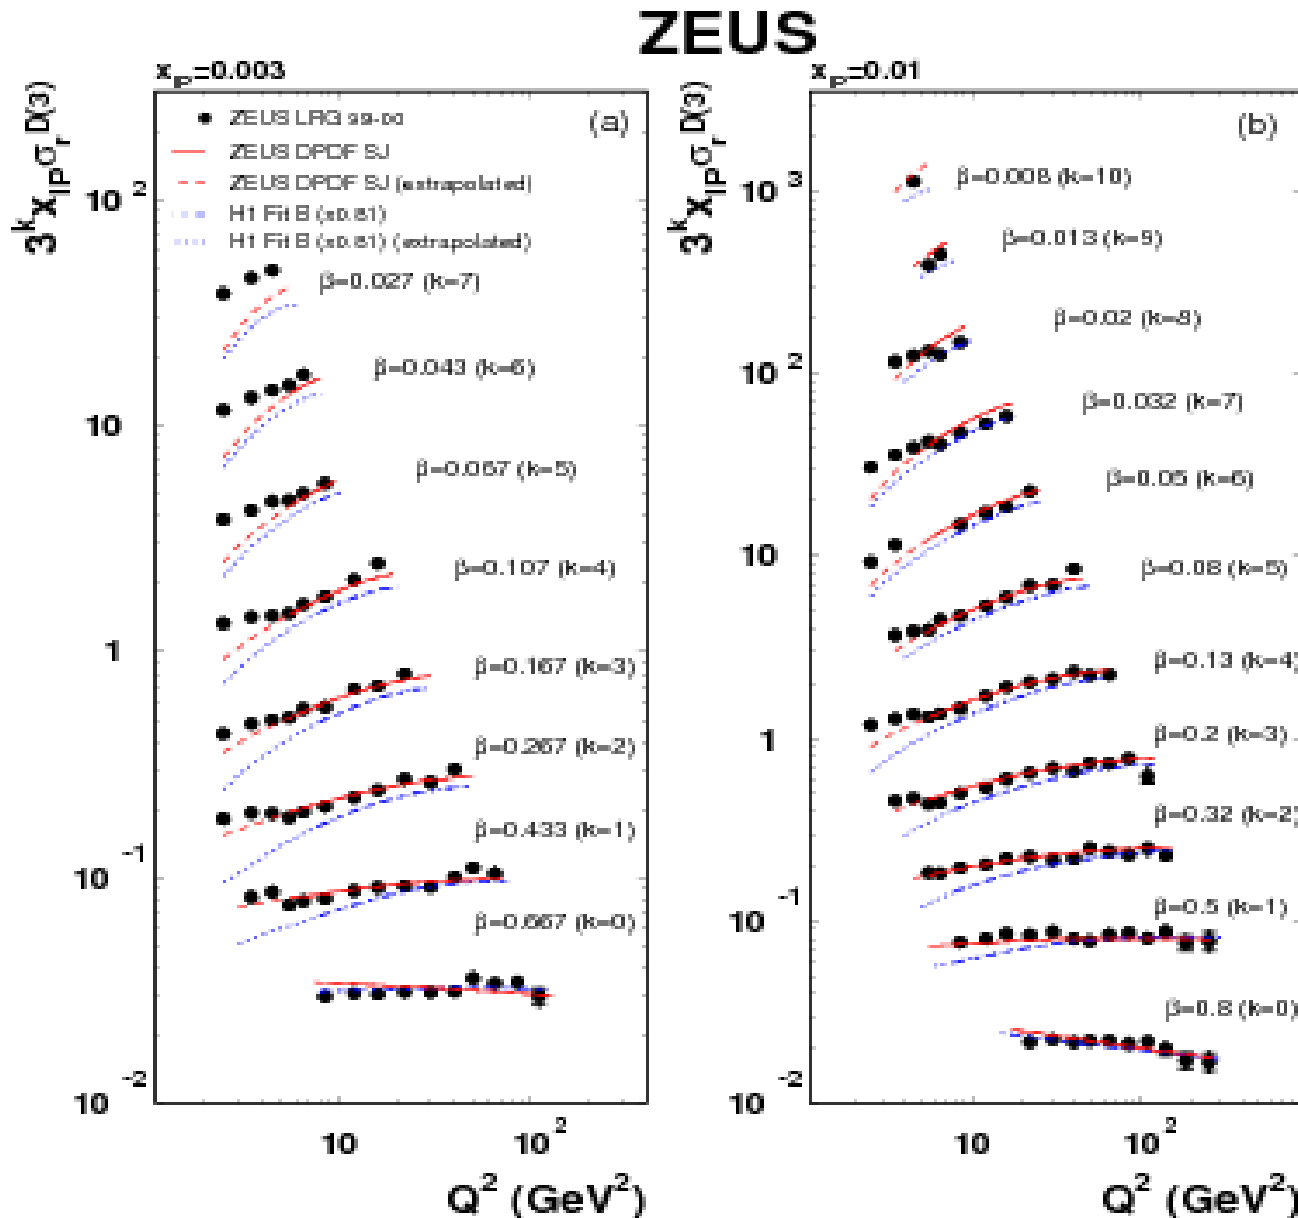 ZEUS
x_IP=0.003
3^k x_IP σ_r^D(3)
(a)
ZEUS LRG 99-00
ZEUS DPDF SJ
ZEUS DPDF SJ (extrapolated)
H1 Fit B (x0.81)
H1 Fit B (x0.81) (extrapolated)
β=0.027 (k=7)
β=0.043 (k=6)
β=0.067 (k=5)
β=0.107 (k=4)
β=0.167 (k=3)
β=0.267 (k=2)
β=0.433 (k=1)
β=0.667 (k=0)
10^2
10
1
10^-1
10^-2
10
10^2
Q^2 (GeV^2)
x_IP=0.01
3^k x_IP σ_r^D(3)
(b)
β=0.008 (k=10)
β=0.013 (k=9)
β=0.02 (k=8)
β=0.032 (k=7)
β=0.05 (k=6)
β=0.08 (k=5)
β=0.13 (k=4)
β=0.2 (k=3)
β=0.32 (k=2)
β=0.5 (k=1)
β=0.8 (k=0)
10^3
10^2
10
1
10^-1
10^-2
10
10^2
Q^2 (GeV^2)